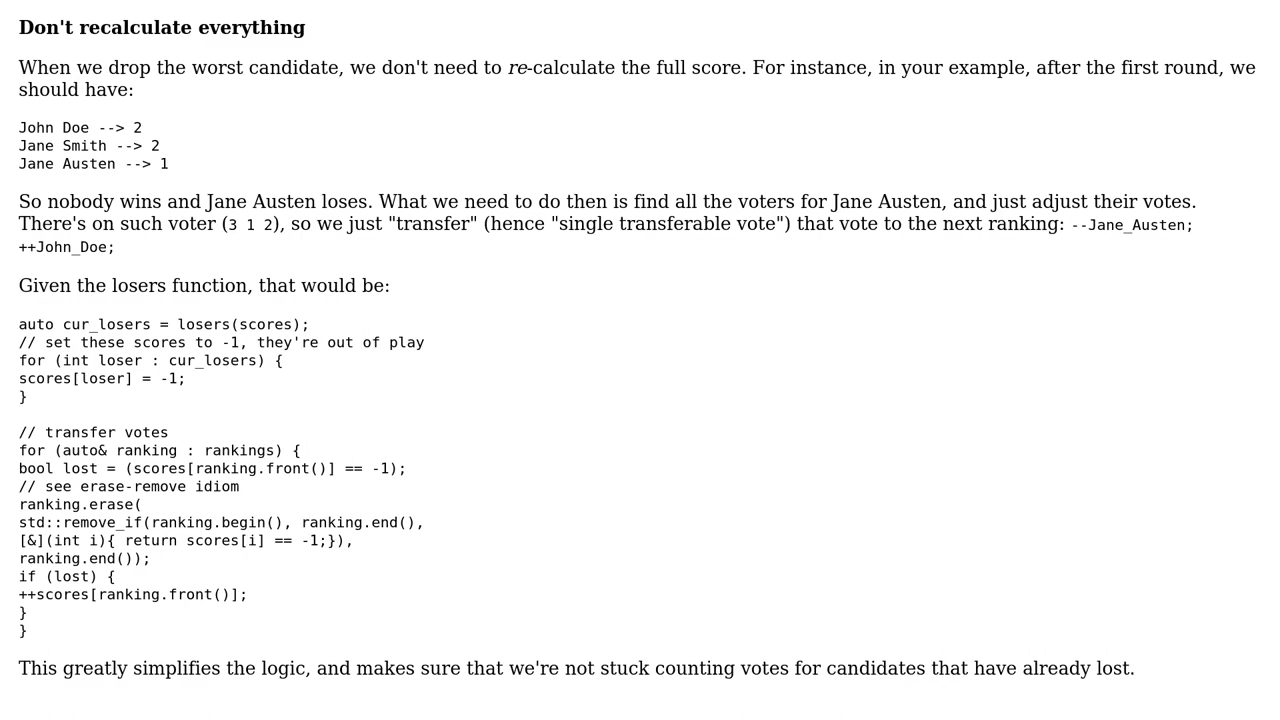 Don't recalculate everything
When we drop the worst candidate, we don't need to re-calculate the full score. For instance, in your example, after the first round, we
should have:
John Doe --> 2
Jane Smith --> 2
Jane Austen --> 1
So nobody wins and Jane Austen loses. What we need to do then is find all the voters for Jane Austen, and just adjust their votes.
There's on such voter (3 1 2), so we just "transfer" (hence "single transferable vote") that vote to the next ranking: --Jane_Austen;
++John_Doe;
Given the losers function, that would be:
auto cur_losers = losers(scores);
// set these scores to -1, they're out of play
for (int loser : cur_losers) {
scores[loser] = -1;
}
// transfer votes
for (auto& ranking : rankings) {
bool lost = (scores[ranking.front()] == -1);
// see erase-remove idiom
ranking.erase(
std::remove_if(ranking.begin(), ranking.end(),
[&](int i){ return scores[i] == -1;}),
ranking.end());
if (lost) {
++scores[ranking.front()];
}
}
This greatly simplifies the logic, and makes sure that we're not stuck counting votes for candidates that have already lost.